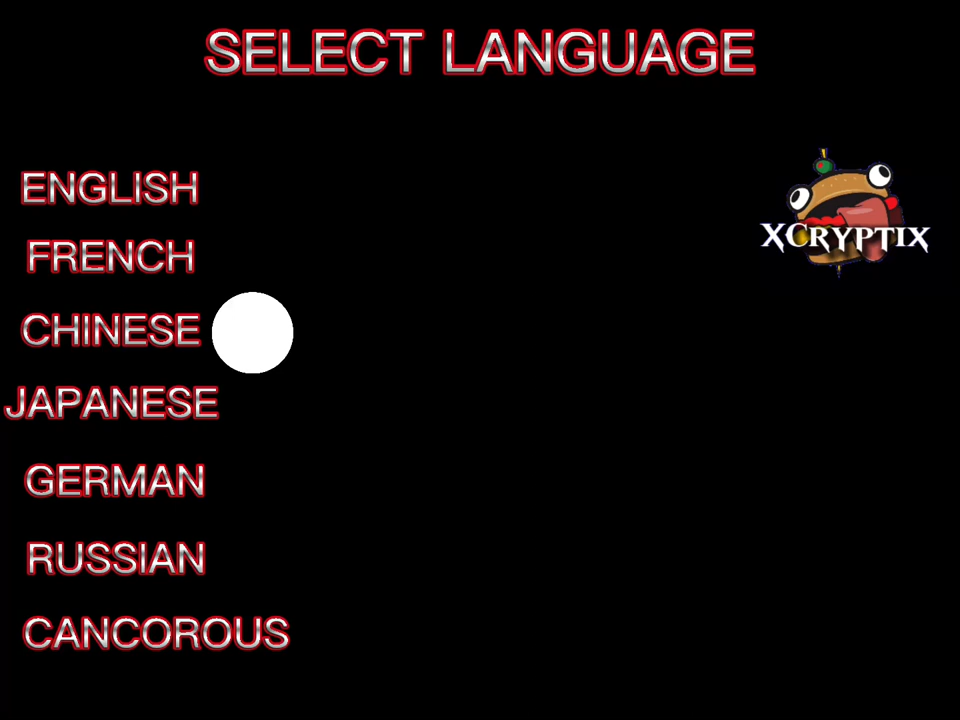 SELECT LANGUAGE
ENGLISH
FRENCH
XCRYPTIX
CHINESE
JAPANESE
GERMAN
RUSSIAN
CANCOROUS